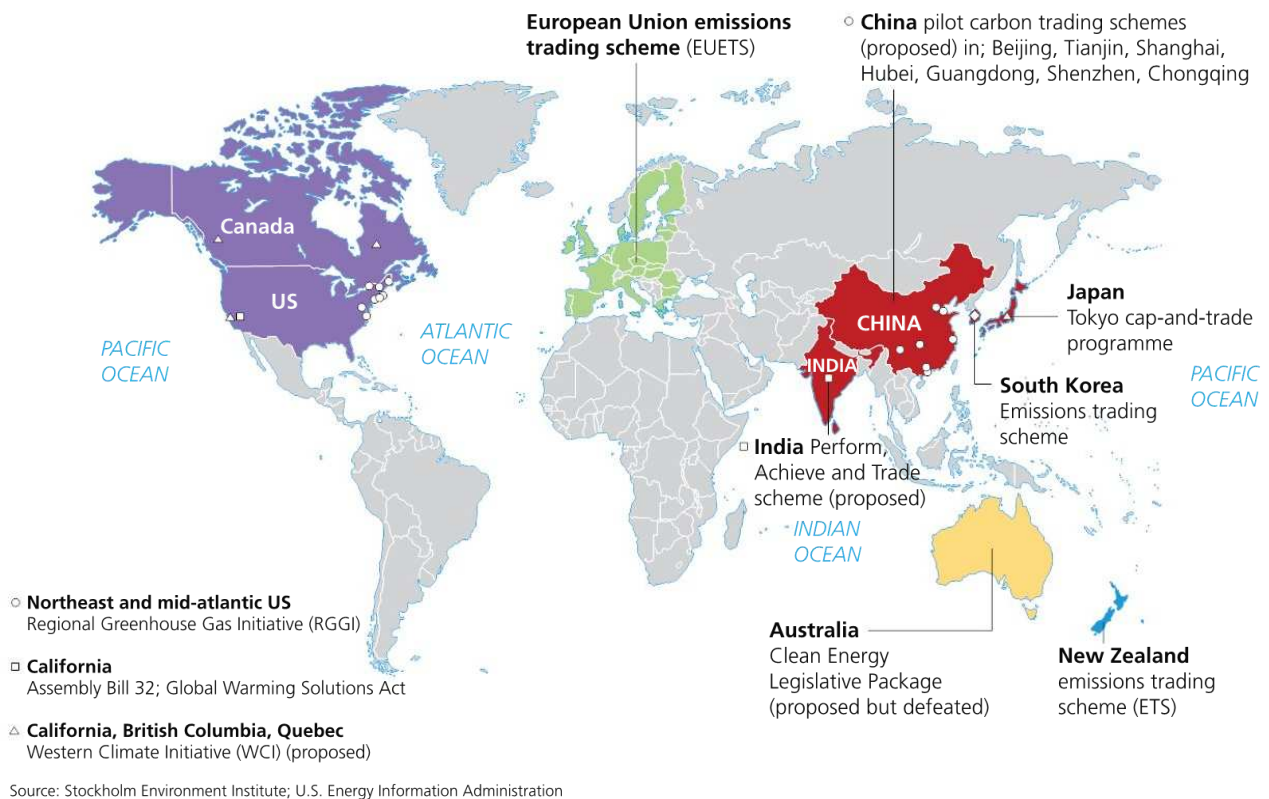 European Union emissions
trading scheme (EUETS)
China pilot carbon trading schemes
(proposed) in; Beijing, Tianjin, Shanghai,
Hubei, Guangdong, Shenzhen, Chongqing
Canada
US
CHINA
INDIA
Japan
Tokyo cap-and-trade
programme
ATLANTIC
OCEAN
PACIFIC
OCEAN
PACIFIC
OCEAN
South Korea
Emissions trading
scheme
India Perform,
Achieve and Trade
scheme (proposed)
INDIAN
OCEAN
Northeast and mid-atlantic US
Regional Greenhouse Gas Initiative (RGGI)
California
Assembly Bill 32; Global Warming Solutions Act
California, British Columbia, Quebec
Western Climate Initiative (WCI) (proposed)
Australia
Clean Energy
Legislative Package
(proposed but defeated)
New Zealand
emissions trading
scheme (ETS)
Source: Stockholm Environment Institute; U.S. Energy Information Administration